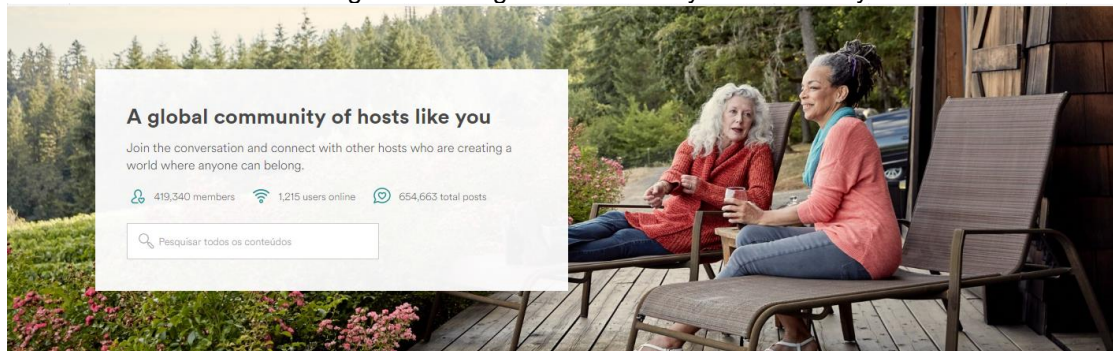 A global community of hosts like you
Join the conversation and connect with other hosts who are creating a
world where anyone can belong.
419,340 members 1,215 users online 654,663 total posts
Pesquisar todos os conteúdos